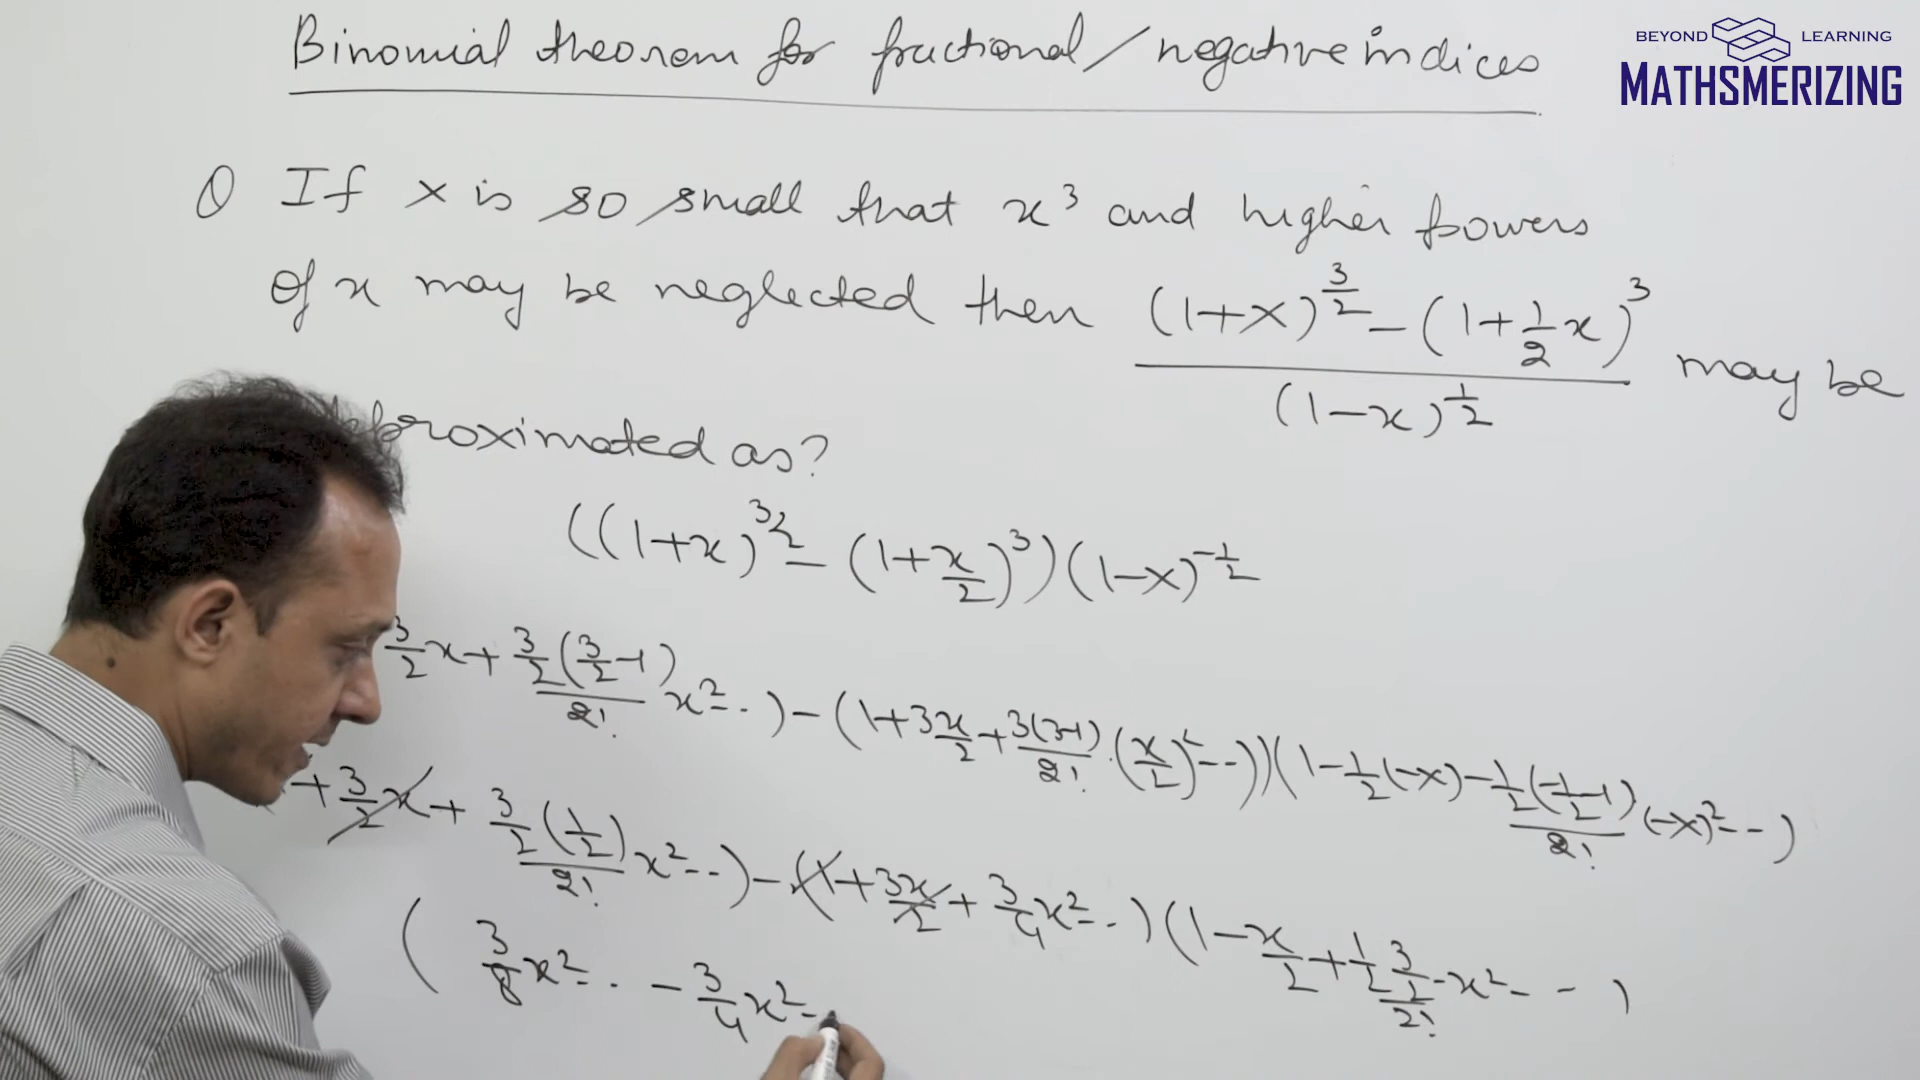 Binomial theorem for fractional/negative indices
BEYOND LEARNING
MATHSMERIZING
Q If x is so small that x³ and higher powers
of x may be neglected then ((1+x)^(3/2) - (1+1/2 x)^3)/(1-x)^(1/2) may be
approximated as?
((1+x)^(3/2) - (1+x/2)^3)(1-x)^(-1/2)
3/2 x + (3/2(3/2-1))/2! x² - ·) - (1+3x/2+3(3-1)/2!·(x/2)² - -))(1-1/2(-x)-1/2(-1/2-1)/2! (-x)² - - )
+ 3/2 x + (3/2(1/2))/2! x² - -) - (1+3x/2+3/4 x² - ·)(1-x/2+(1/2 3/2)/2! ·x² - - )
( 3/8 x² - · - 3/4 x² -